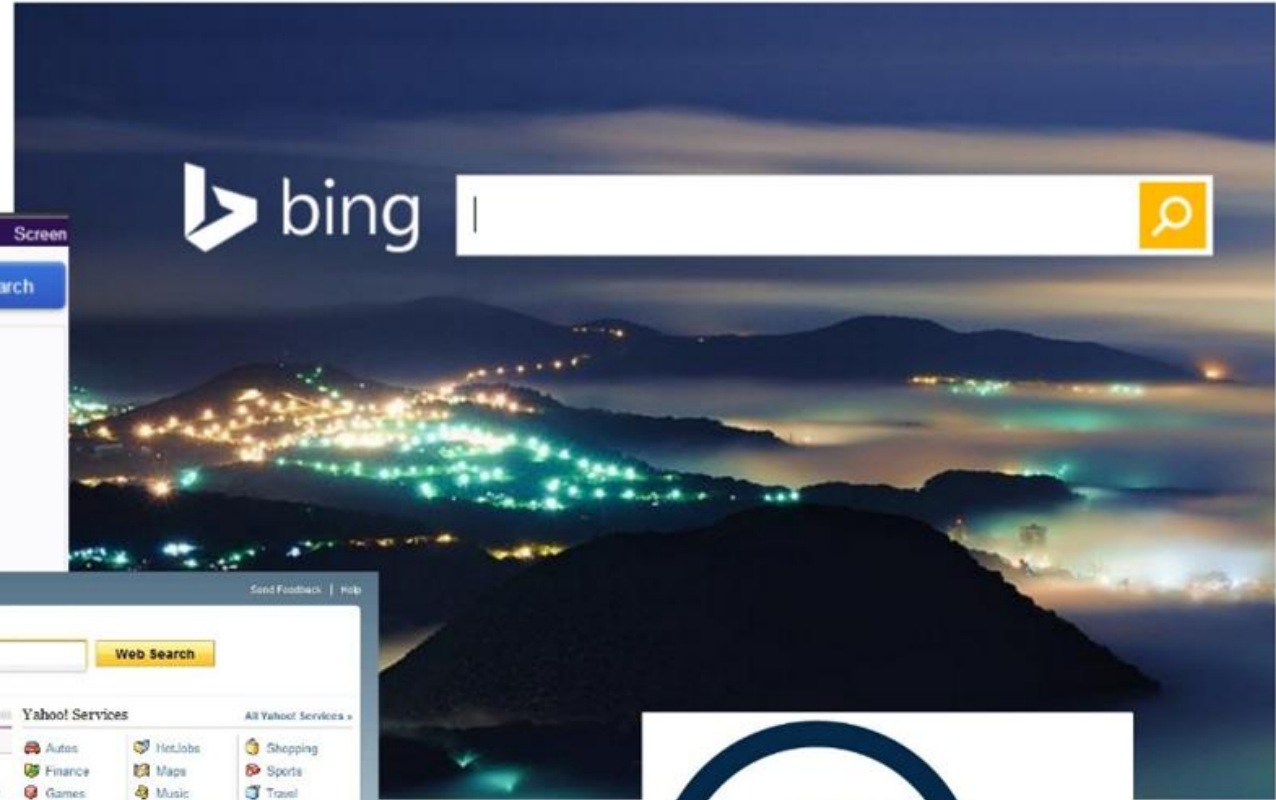 bing
Screen
arch
Send Feedback | Help
Web Search
Yahoo! Services
All Yahoo! Services »
Autos
HotJobs
Shopping
Finance
Maps
Sports
Games
Music
Travel